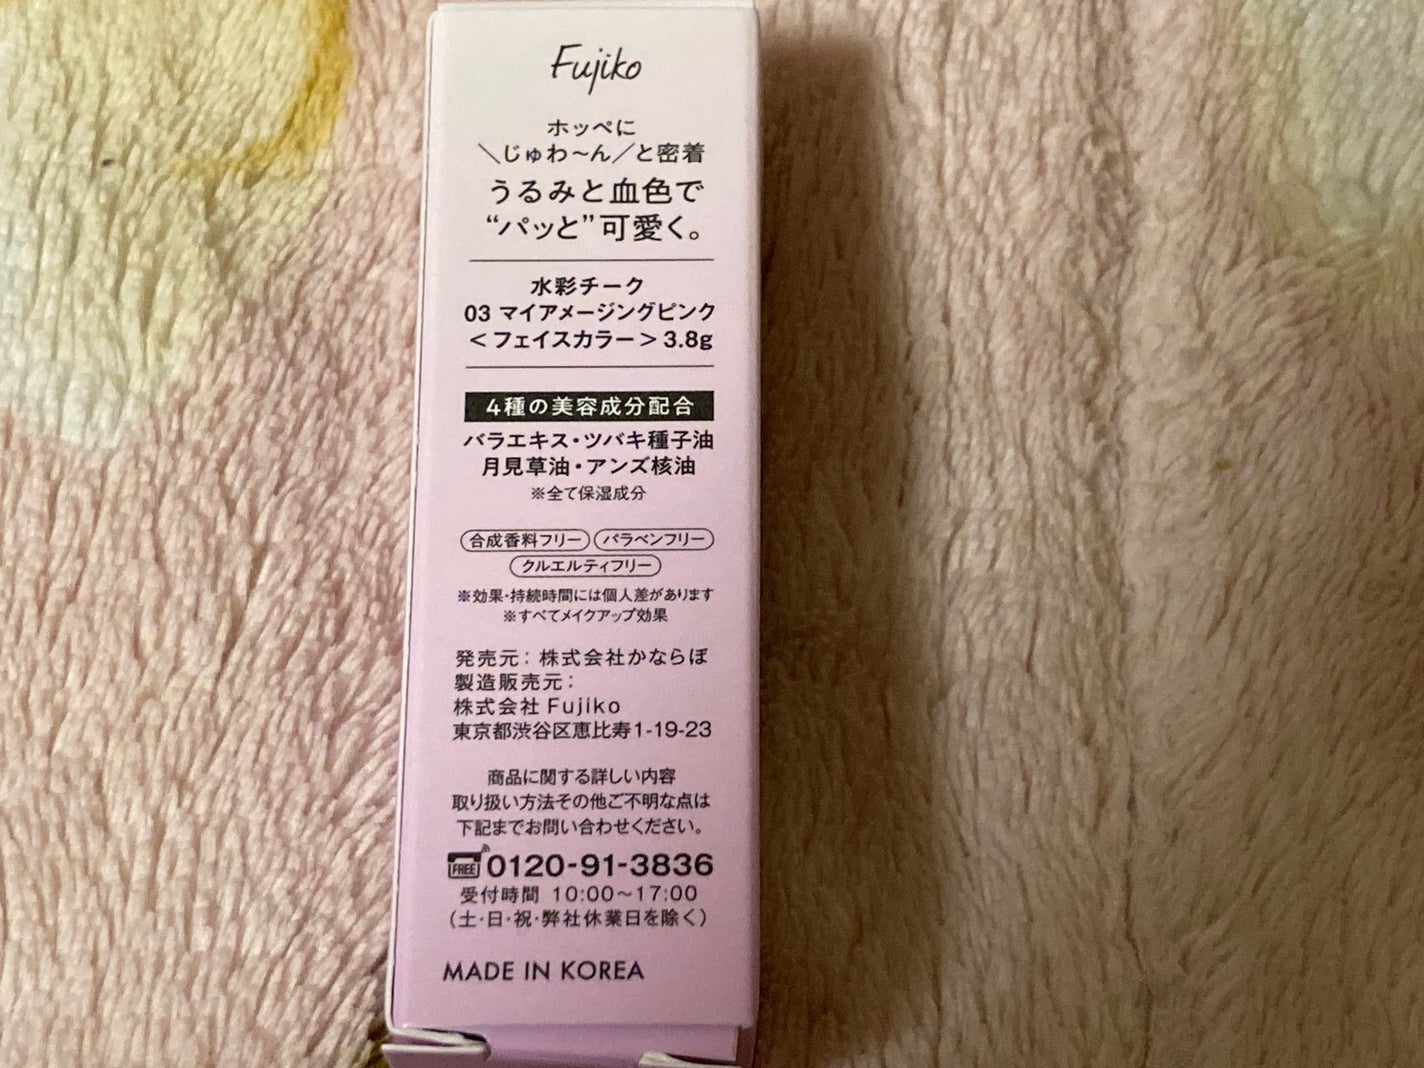 Fujiko
ホッペに
＼じゅわ～ん／と密着
うるみと血色で
“パッと”可愛く。
水彩チーク
03 マイアメージングピンク
＜フェイスカラー＞3.8g
4種の美容成分配合
バラエキス・ツバキ種子油
月見草油・アンズ核油
※全て保湿成分
合成香料フリー パラベンフリー
クルエルティフリー
※効果・持続時間には個人差があります
※すべてメイクアップ効果
発売元：株式会社かならぼ
製造販売元：
株式会社Fujiko
東京都渋谷区恵比寿1-19-23
商品に関する詳しい内容
取り扱い方法その他ご不明な点は
下記までお問い合わせください。
FREE 0120-91-3836
受付時間 10:00～17:00
（土・日・祝・弊社休業日を除く）
MADE IN KOREA